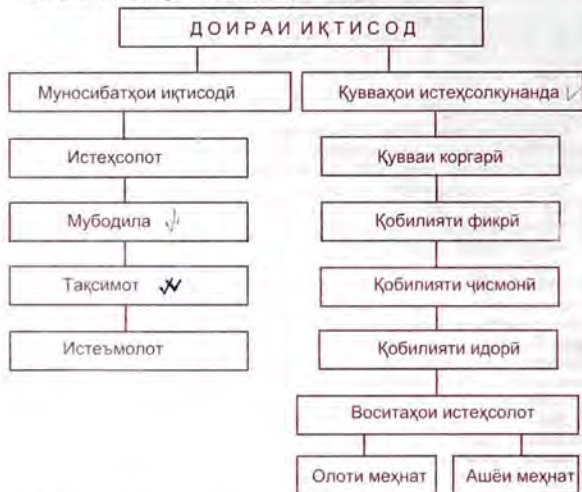 ДОИРАИ ИҚТИСОД
Муносибатҳои иқтисодӣ
Қувваҳои истеҳсолкунанда
Истеҳсолот
Қувваи коргарӣ
Мубодила
Қобилияти фикрӣ
Тақсимот
Қобилияти ҷисмонӣ
Истеъмолот
Қобилияти идорӣ
Воситаҳои истеҳсолот
Олоти меҳнат
Ашёи меҳнат